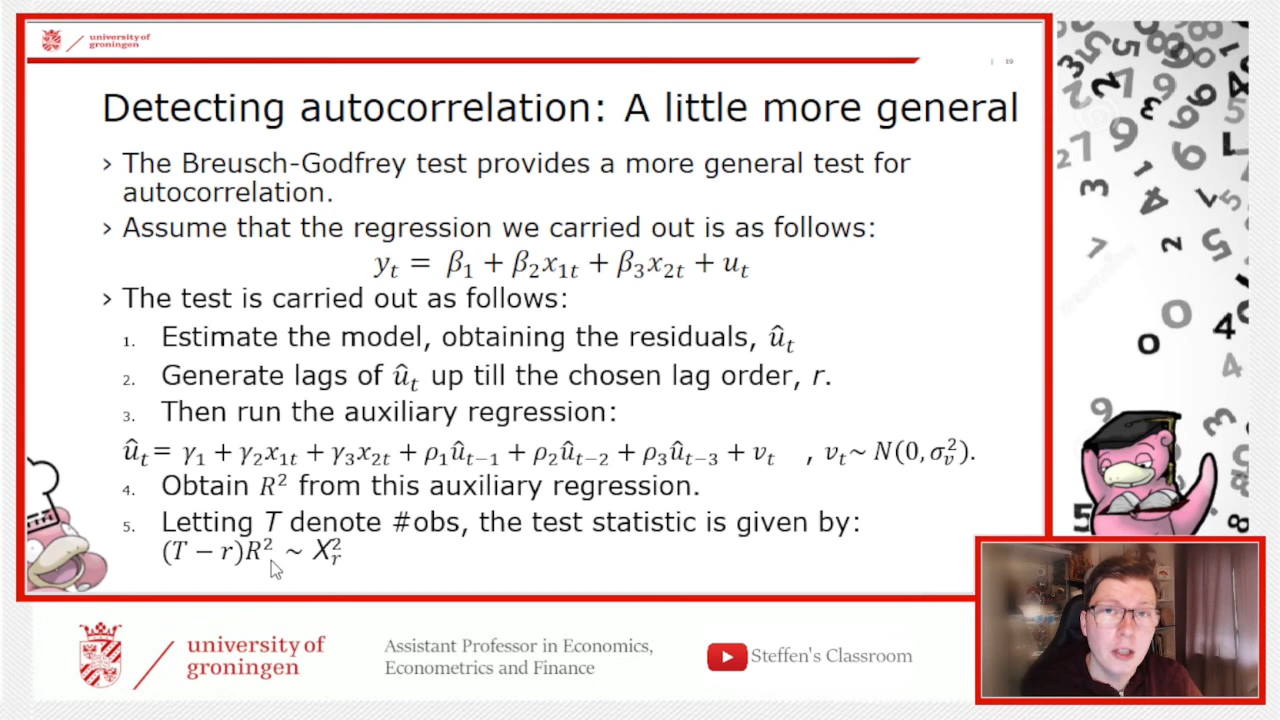 university of
groningen
| 19
Detecting autocorrelation: A little more general
› The Breusch-Godfrey test provides a more general test for
autocorrelation.
› Assume that the regression we carried out is as follows:
yₜ = β₁ + β₂x₁ₜ + β₃x₂ₜ + uₜ
› The test is carried out as follows:
1. Estimate the model, obtaining the residuals, ûₜ
2. Generate lags of ûₜ up till the chosen lag order, r.
3. Then run the auxiliary regression:
ûₜ = γ₁ + γ₂x₁ₜ + γ₃x₂ₜ + ρ₁ûₜ₋₁ + ρ₂ûₜ₋₂ + ρ₃ûₜ₋₃ + vₜ , vₜ~ N(0, σᵥ²).
4. Obtain R² from this auxiliary regression.
5. Letting T denote #obs, the test statistic is given by:
(T − r)R² ~ Χᵣ²
university of
groningen
Assistant Professor in Economics,
Econometrics and Finance
Steffen's Classroom